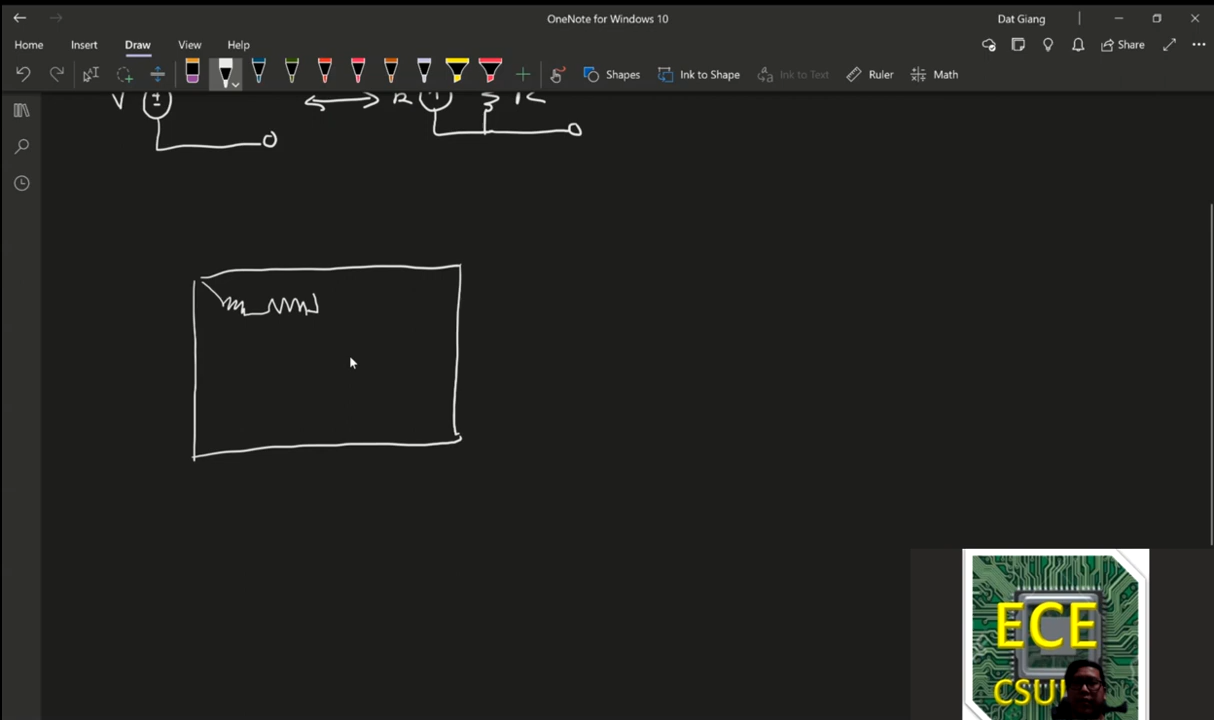 OneNote for Windows 10
Dat Giang
Home Insert Draw View Help
Share
Shapes Ink to Shape Ink to Text Ruler Math
V R
ECE